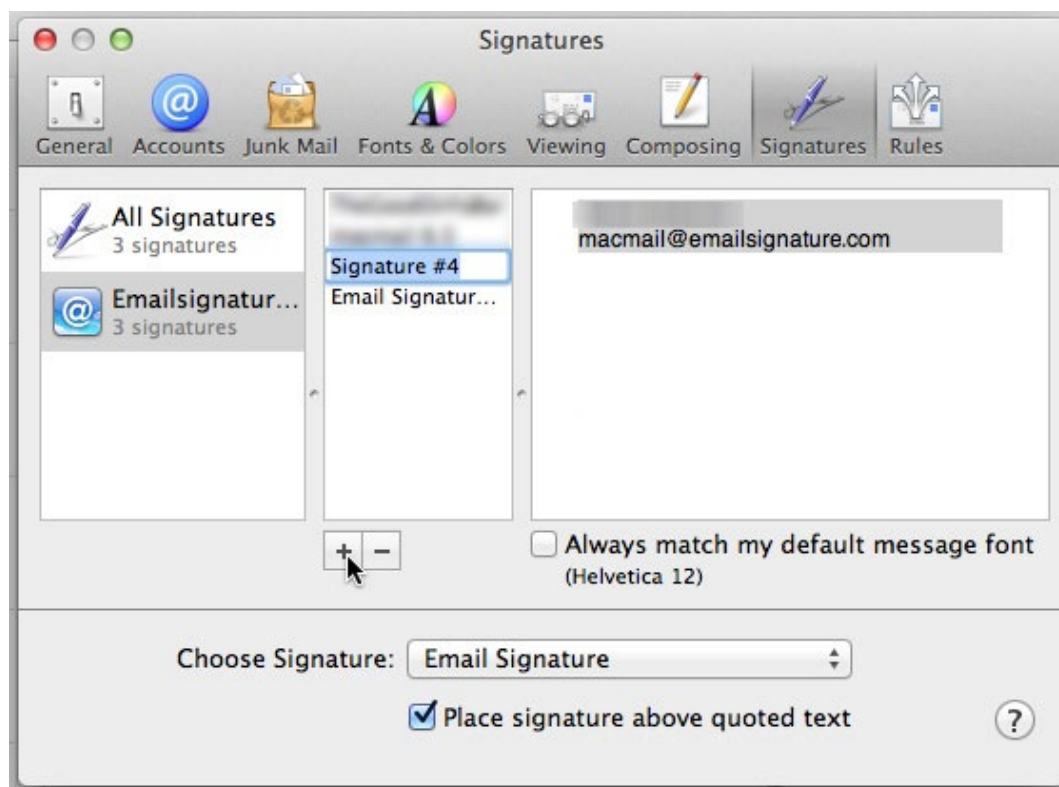 Signatures
General Accounts Junk Mail Fonts & Colors Viewing Composing Signatures Rules
All Signatures
3 signatures
Emailsignatur...
3 signatures
Signature #4
Email Signatur...
macmail@emailsignature.com
+ -
Always match my default message font
(Helvetica 12)
Choose Signature: Email Signature
Place signature above quoted text
?